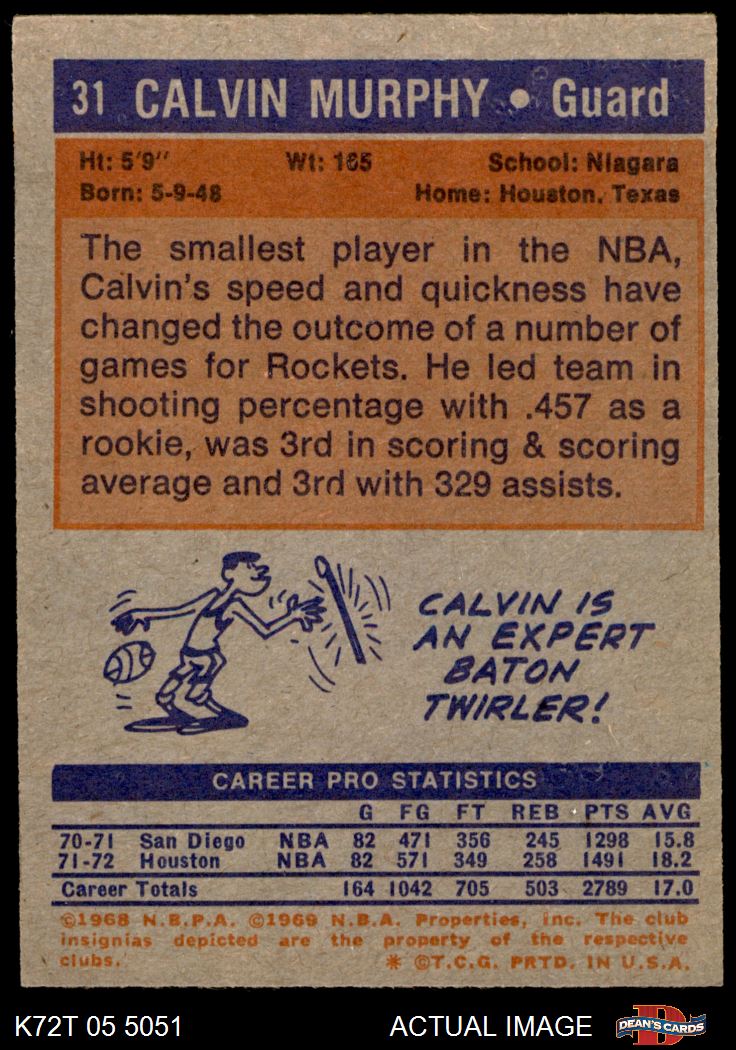 31 CALVIN MURPHY • Guard
Ht: 5'9" Wt: 165 School: Niagara
Born: 5-9-48 Home: Houston, Texas
The smallest player in the NBA,
Calvin's speed and quickness have
changed the outcome of a number of
games for Rockets. He led team in
shooting percentage with .457 as a
rookie, was 3rd in scoring & scoring
average and 3rd with 329 assists.
CALVIN IS
AN EXPERT
BATON
TWIRLER!
CAREER PRO STATISTICS
G FG FT REB PTS AVG
70-71 San Diego NBA 82 471 356 245 1298 15.8
71-72 Houston NBA 82 571 349 258 1491 18.2
Career Totals 164 1042 705 503 2789 17.0
©1968 N.B.P.A. ©1969 N.B.A. Properties, Inc. The club
insignias depicted are the property of the respective
clubs. * ©T.C.G. PRTD. IN U.S.A.
K72T 05 5051 ACTUAL IMAGE D DEAN'S CARDS